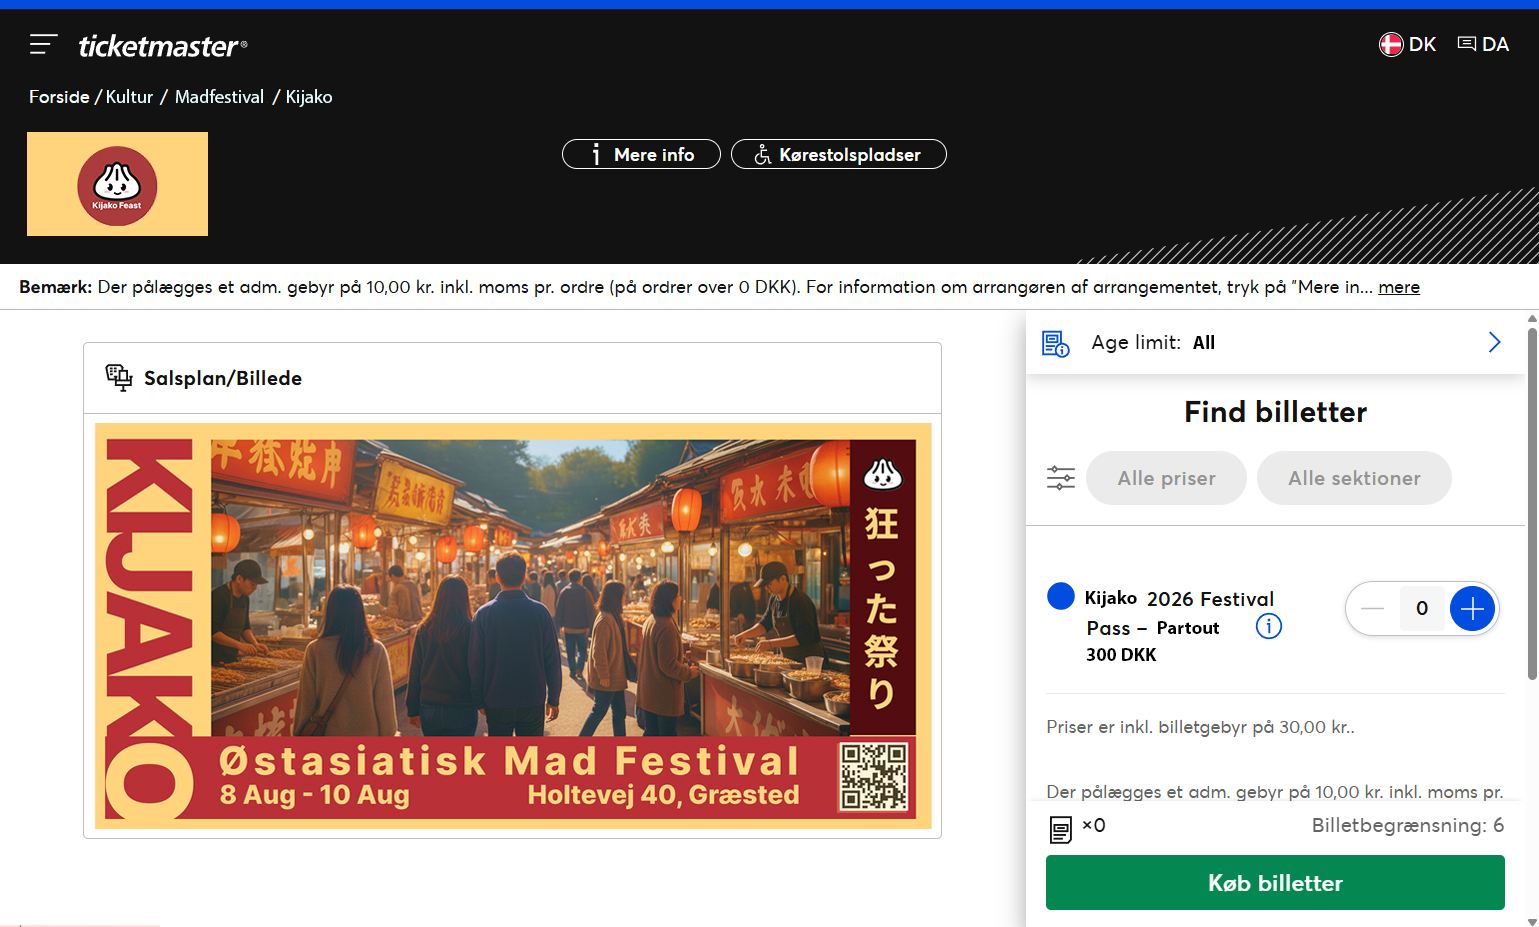 ticketmaster®
DK
DA
Forside / Kultur / Madfestival / Kijako
Kijako Feast
Mere info
Kørestolspladser
Bemærk: Der pålægges et adm. gebyr på 10,00 kr. inkl. moms pr. ordre (på ordrer over 0 DKK). For information om arrangøren af arrangementet, tryk på "Mere in... mere
Salsplan/Billede
KIJAKO
狂った祭り
Østasiatisk Mad Festival
8 Aug - 10 Aug
Holtevej 40, Græsted
Age limit: All
Find billetter
Alle priser
Alle sektioner
Kijako 2026 Festival
Pass – Partout
300 DKK
0
Priser er inkl. billetgebyr på 30,00 kr..
Der pålægges et adm. gebyr på 10,00 kr. inkl. moms pr.
×0
Billetbegrænsning: 6
Køb billetter